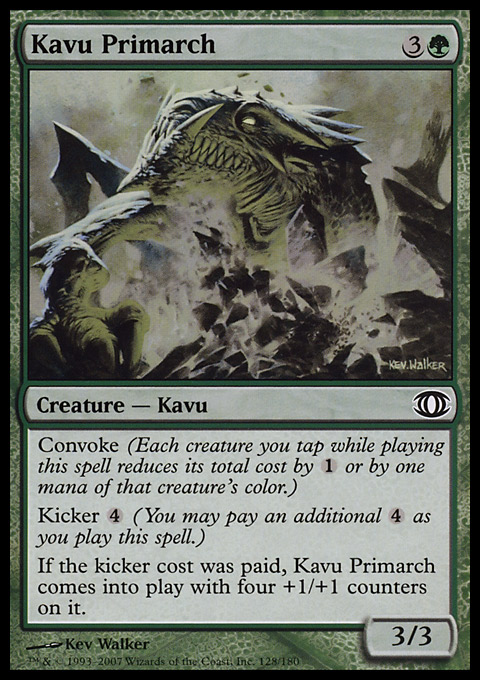 Kavu Primarch 3
KEV.WALKER
Creature — Kavu
Convoke (Each creature you tap while playing
this spell reduces its total cost by 1 or by one
mana of that creature's color.)
Kicker 4 (You may pay an additional 4 as
you play this spell.)
If the kicker cost was paid, Kavu Primarch
comes into play with four +1/+1 counters
on it.
3/3
Kev Walker
™ & © 1993–2007 Wizards of the Coast, Inc. 128/180